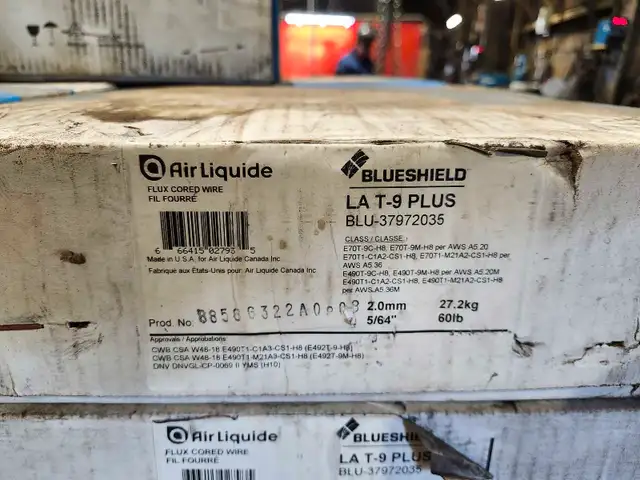 Air Liquide
FLUX CORED WIRE
FIL FOURRÉ
6 66415 02795 5
Made in U.S.A. for Air Liquide Canada Inc
Fabriqué aux États-Unis pour Air Liquide Canada Inc
BLUESHIELD
LA T-9 PLUS
BLU-37972035
CLASS / CLASSE :
E70T-9C-H8, E70T-9M-H8 per AWS A5.20
E70T1-C1A2-CS1-H8, E70T1-M21A2-CS1-H8 per
AWS A5.36
E490T-9C-H8, E490T-9M-H8 per AWS A5.20M
E490T1-C1A2-CS1-H8, E490T1-M21A2-CS1-H8
per AWS A5.36M
Prod. No.
2.0mm 27.2kg
5/64" 60lb
Approvals / Approbations
CWB CSA W48-18 E490T1-C1A3-CS1-H8 (E492T-9-H8)
CWB CSA W48-18 E490T1-M21A3-CS1-H8 (E492T-9M-H8)
DNV DNVGL-CP-0069 II YMS (H10)
Air Liquide
FLUX CORED WIRE
FIL FOURRÉ
BLUESHIE
LA T-9 PLUS
BLU-37972035